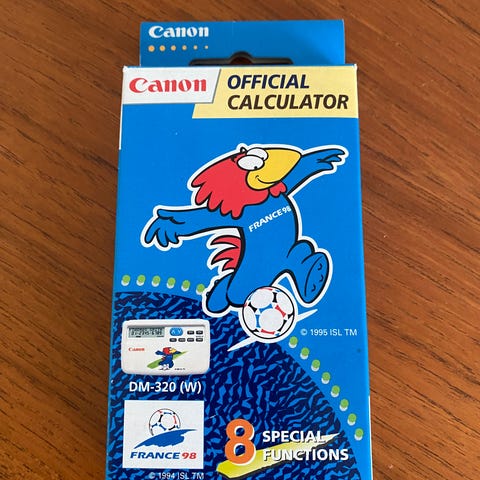 Canon
Canon
OFFICIAL
CALCULATOR
FRANCE 98
© 1995 ISL TM
Canon
DM-320 (W)
FRANCE 98
© 1994 ISL TM
8 SPECIAL
FUNCTIONS